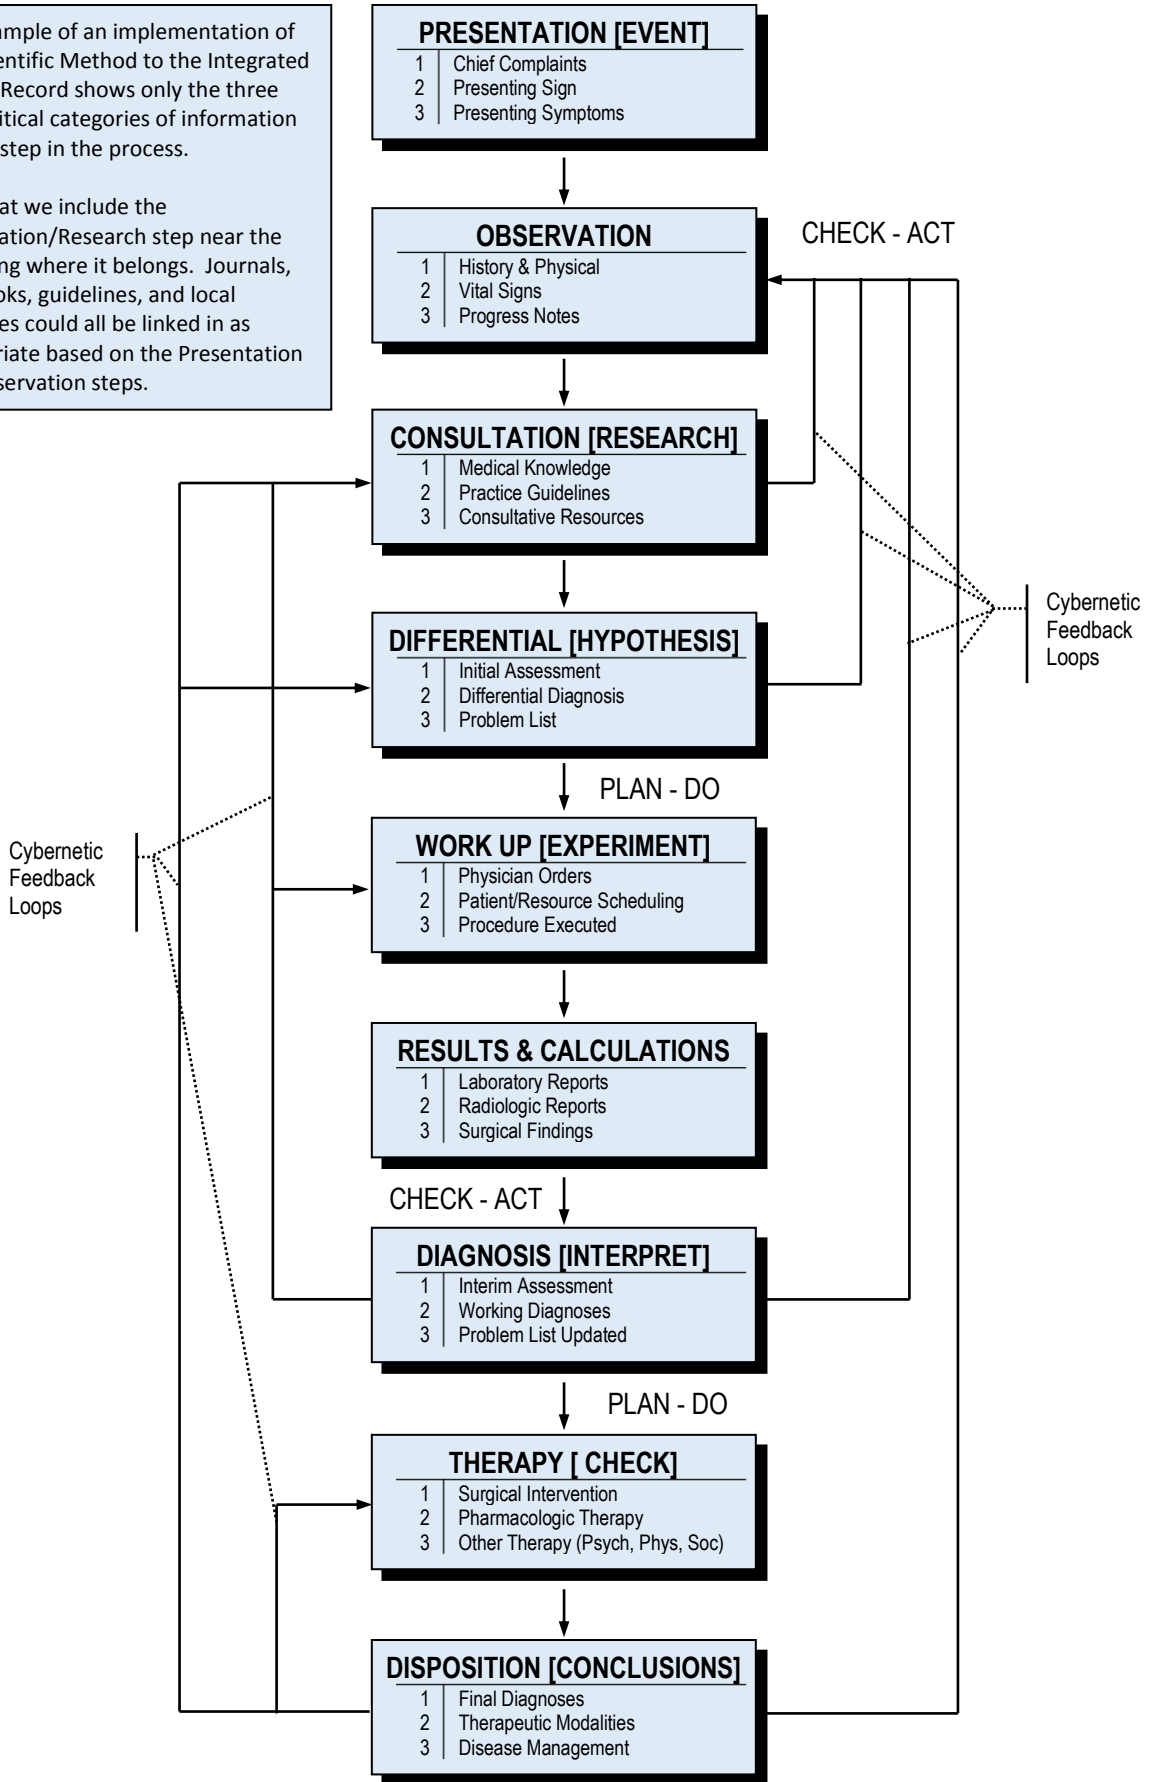 ample of an implementation of
entific Method to the Integrated
Record shows only the three
itical categories of information
step in the process.
at we include the
ation/Research step near the
ng where it belongs. Journals,
oks, guidelines, and local
es could all be linked in as
riate based on the Presentation
servation steps.
PRESENTATION [EVENT]
1 Chief Complaints
2 Presenting Sign
3 Presenting Symptoms
OBSERVATION
1 History & Physical
2 Vital Signs
3 Progress Notes
CHECK - ACT
CONSULTATION [RESEARCH]
1 Medical Knowledge
2 Practice Guidelines
3 Consultative Resources
Cybernetic
Feedback
Loops
DIFFERENTIAL [HYPOTHESIS]
1 Initial Assessment
2 Differential Diagnosis
3 Problem List
PLAN - DO
WORK UP [EXPERIMENT]
1 Physician Orders
2 Patient/Resource Scheduling
3 Procedure Executed
Cybernetic
Feedback
Loops
RESULTS & CALCULATIONS
1 Laboratory Reports
2 Radiologic Reports
3 Surgical Findings
CHECK - ACT
DIAGNOSIS [INTERPRET]
1 Interim Assessment
2 Working Diagnoses
3 Problem List Updated
PLAN - DO
THERAPY [ CHECK]
1 Surgical Intervention
2 Pharmacologic Therapy
3 Other Therapy (Psych, Phys, Soc)
DISPOSITION [CONCLUSIONS]
1 Final Diagnoses
2 Therapeutic Modalities
3 Disease Management